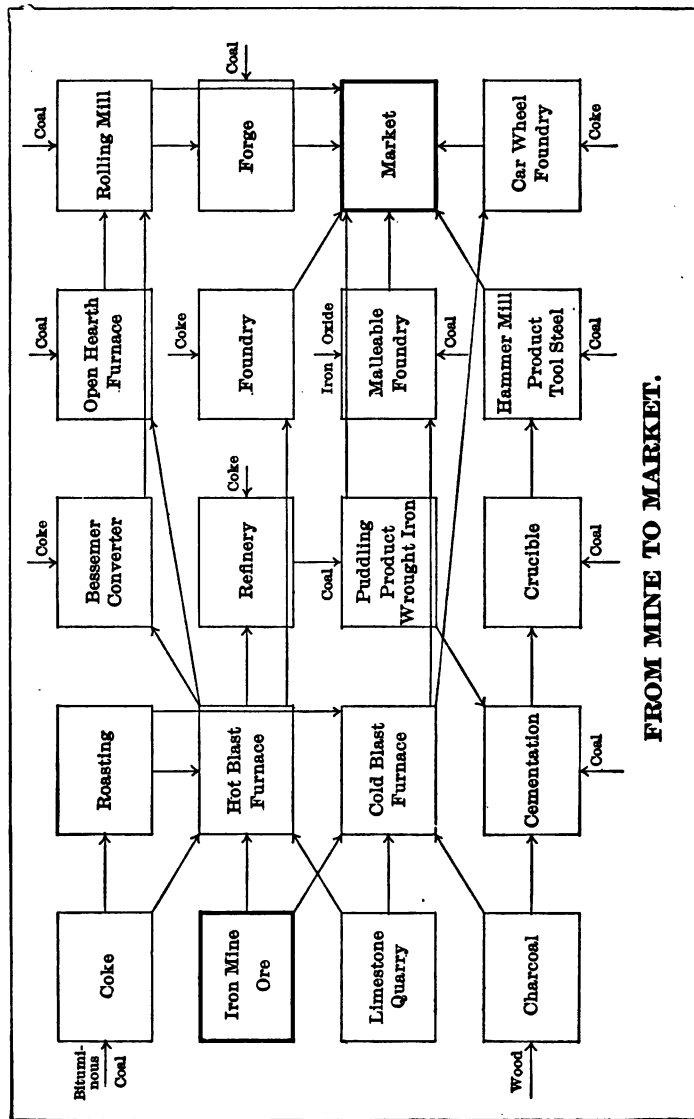 Coke
Coal
Coal
Bitumi-
nous
Coal
Coke
Roasting
Bessemer
Converter
Open Hearth
Furnace
Rolling Mill
Coke
Iron Mine
Ore
Hot Blast
Furnace
Refinery
Coke
Foundry
Forge
Coal
Coal
Iron Oxide
Limestone
Quarry
Cold Blast
Furnace
Puddling
Product
Wrought Iron
Malleable
Foundry
Market
Coal
Wood
Charcoal
Cementation
Crucible
Hammer Mill
Product
Tool Steel
Car Wheel
Foundry
Coal
Coal
Coal
Coke
FROM MINE TO MARKET.